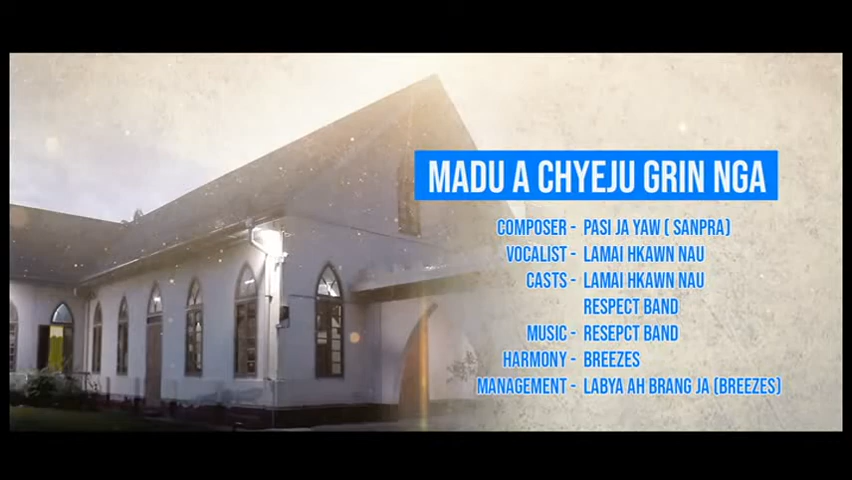 MADU A CHYEJU GRIN NGA
COMPOSER - PASI JA YAW ( SANPRA)
VOCALIST - LAMAI HKAWN NAU
CASTS - LAMAI HKAWN NAU
RESPECT BAND
MUSIC - RESEPCT BAND
HARMONY - BREEZES
MANAGEMENT - LABYA AH BRANG JA (BREEZES)